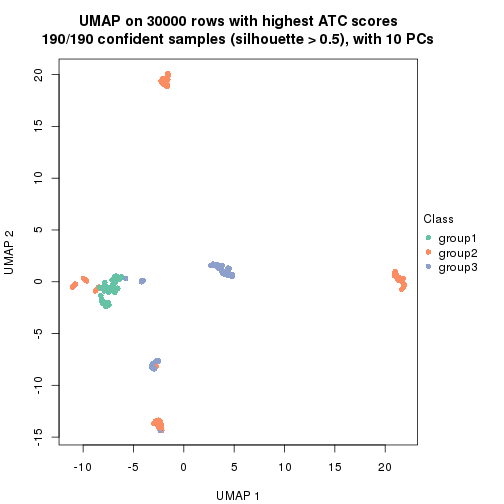 UMAP on 30000 rows with highest ATC scores
190/190 confident samples (silhouette > 0.5), with 10 PCs
20
15
10
5
0
-5
-10
-15
UMAP 2
-10
-5
0
5
10
15
20
UMAP 1
Class
group1
group2
group3